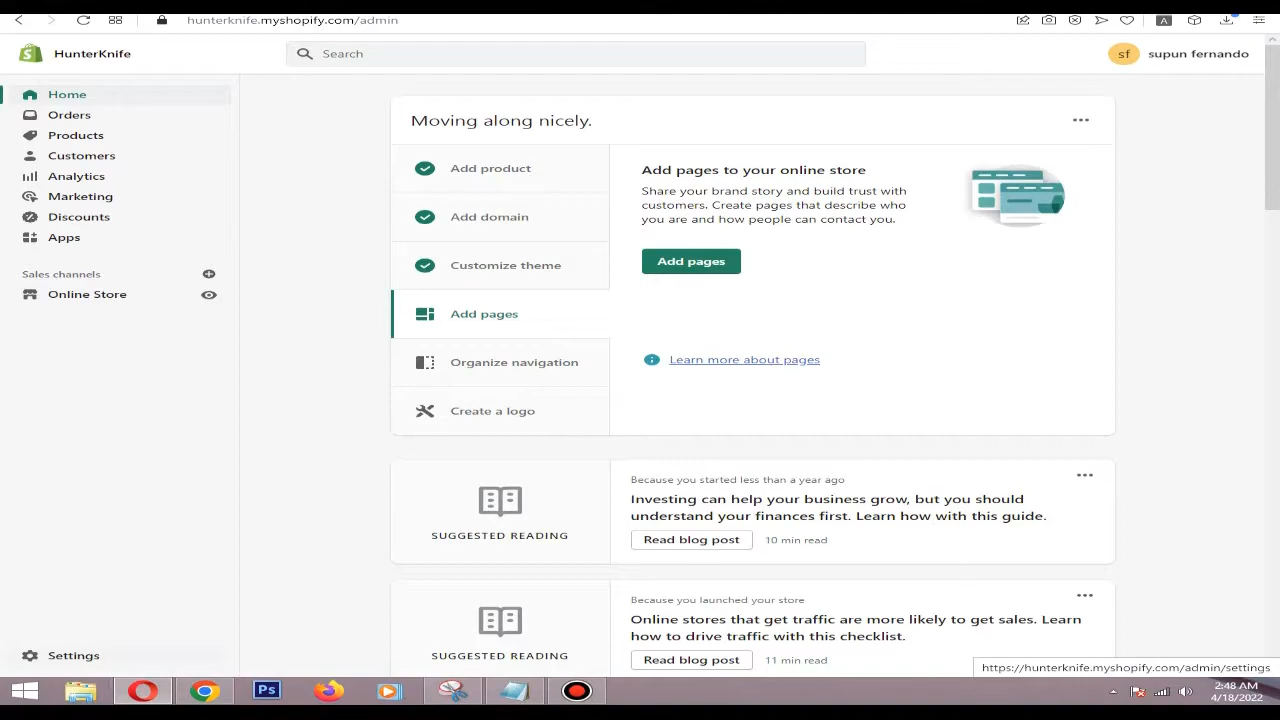 hunterknife.myshopify.com/admin
A
HunterKnife
Search
sf
supun fernando
Home
Orders
Products
Customers
Analytics
Marketing
Discounts
Apps
Sales channels
Online Store
Settings
Moving along nicely.
Add product
Add domain
Customize theme
Add pages
Organize navigation
Create a logo
Add pages to your online store
Share your brand story and build trust with
customers. Create pages that describe who
you are and how people can contact you.
Add pages
Learn more about pages
SUGGESTED READING
Because you started less than a year ago
Investing can help your business grow, but you should
understand your finances first. Learn how with this guide.
Read blog post
10 min read
SUGGESTED READING
Because you launched your store
Online stores that get traffic are more likely to get sales. Learn
how to drive traffic with this checklist.
Read blog post
11 min read
https://hunterknife.myshopify.com/admin/settings
Ps
2:48 AM
4/18/2022